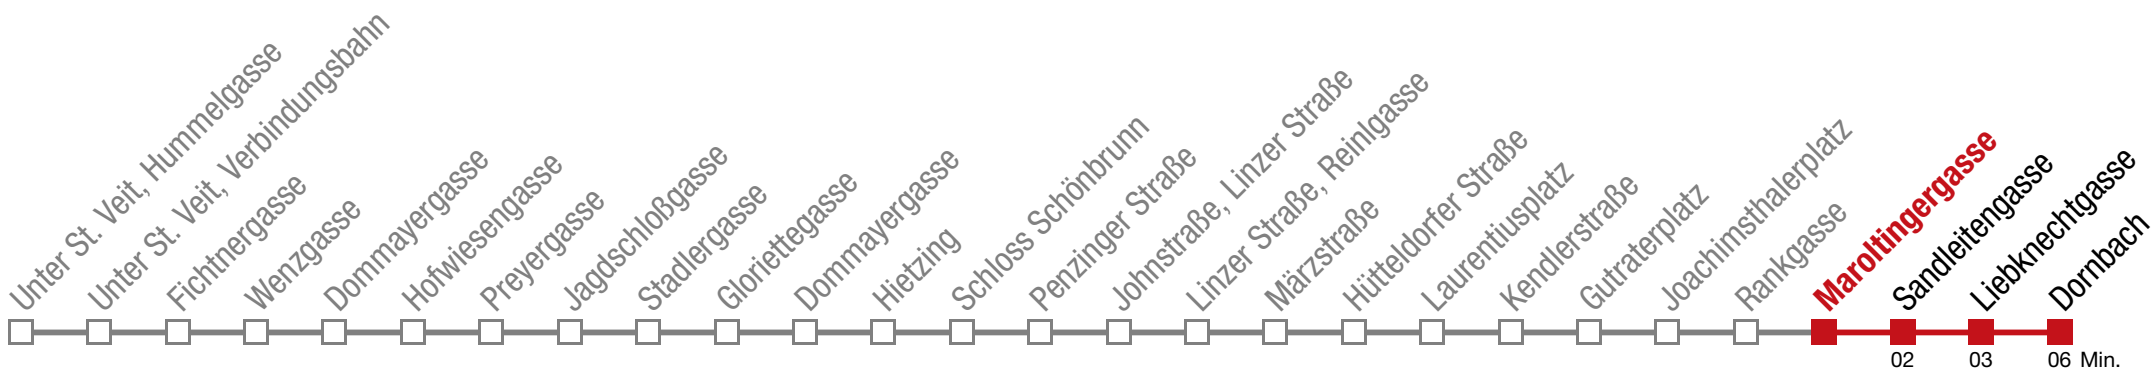 Unter St. Veit, Hummelgasse
Unter St. Veit, Verbindungsbahn
Fichtnergasse
Wenzgasse
Dommayergasse
Hofwiesengasse
Preyergasse
Jagdschloßgasse
Stadlergasse
Gloriettegasse
Dommayergasse
Hietzing
Schloss Schönbrunn
Penzinger Straße
Johnstraße, Linzer Straße
Linzer Straße, Reinlgasse
Märzstraße
Hütteldorfer Straße
Laurentiusplatz
Kendlerstraße
Gutraterplatz
Joachimsthalerplatz
Rankgasse
Maroltingergasse
Sandleitengasse
Liebknechtgasse
Dornbach
02 03 06 Min.